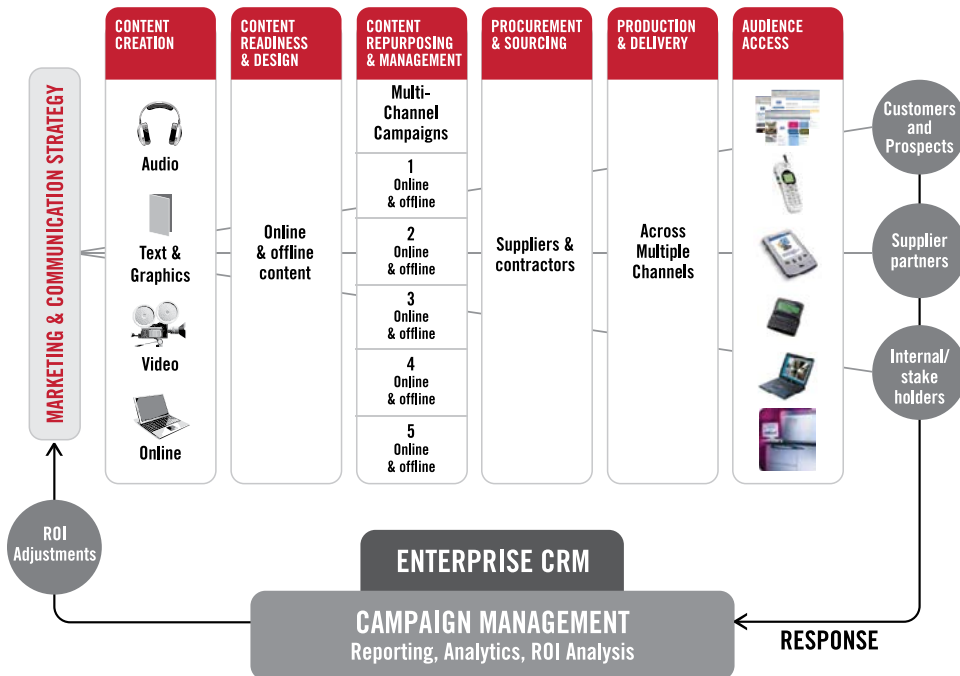 CONTENT
CREATION
CONTENT
READINESS
& DESIGN
CONTENT
REPURPOSING
& MANAGEMENT
PROCUREMENT
& SOURCING
PRODUCTION
& DELIVERY
AUDIENCE
ACCESS
MARKETING & COMMUNICATION STRATEGY
Audio
Text &
Graphics
Video
Online
Online
& offline
content
Multi-
Channel
Campaigns
1
Online
& offline
2
Online
& offline
3
Online
& offline
4
Online
& offline
5
Online
& offline
Suppliers &
contractors
Across
Multiple
Channels
Customers
and
Prospects
Supplier
partners
Internal/
stake
holders
ROI
Adjustments
ENTERPRISE CRM
CAMPAIGN MANAGEMENT
Reporting, Analytics, ROI Analysis
RESPONSE